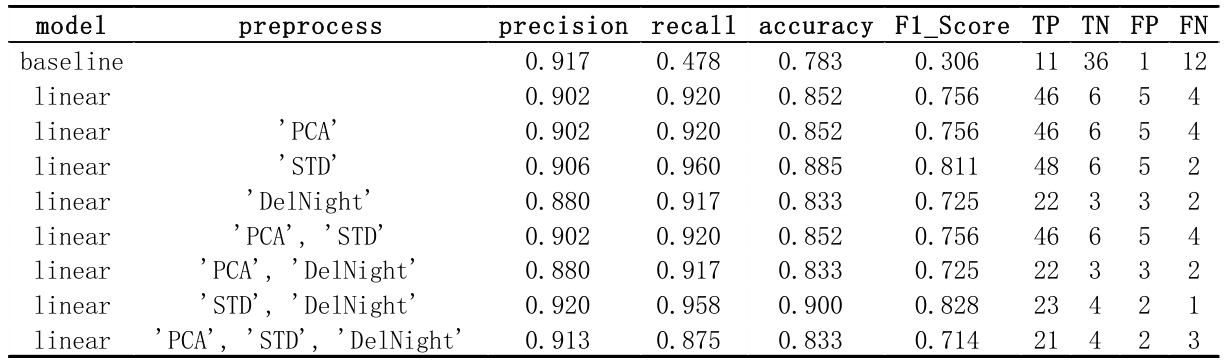 model preprocess precision recall accuracy F1_Score TP TN FP FN
baseline 0.917 0.478 0.783 0.306 11 36 1 12
linear 0.902 0.920 0.852 0.756 46 6 5 4
linear 'PCA' 0.902 0.920 0.852 0.756 46 6 5 4
linear 'STD' 0.906 0.960 0.885 0.811 48 6 5 2
linear 'DelNight' 0.880 0.917 0.833 0.725 22 3 3 2
linear 'PCA', 'STD' 0.902 0.920 0.852 0.756 46 6 5 4
linear 'PCA', 'DelNight' 0.880 0.917 0.833 0.725 22 3 3 2
linear 'STD', 'DelNight' 0.920 0.958 0.900 0.828 23 4 2 1
linear 'PCA', 'STD', 'DelNight' 0.913 0.875 0.833 0.714 21 4 2 3